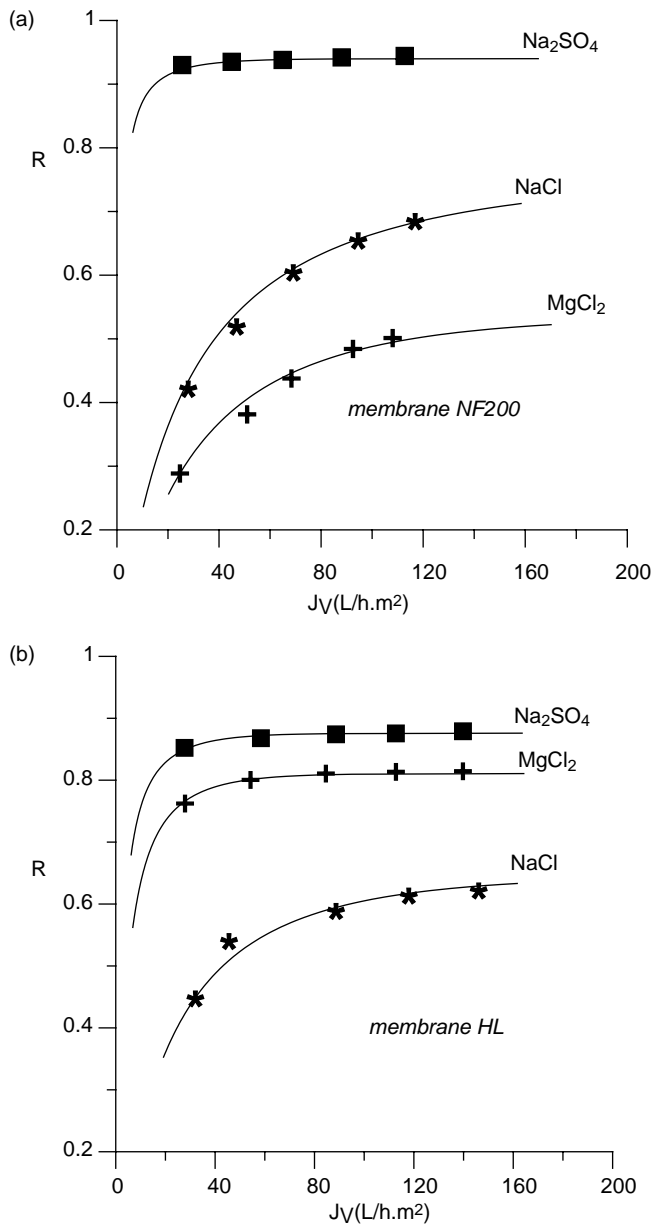 (a)
1
Na₂SO₄
0.8
R
NaCl
0.6
MgCl₂
0.4
membrane NF200
0.2
0 40 80 120 160 200
J_V(L/h.m²)
(b)
1
Na₂SO₄
0.8
MgCl₂
R
NaCl
0.6
0.4
membrane HL
0.2
0 40 80 120 160 200
J_V(L/h.m²)